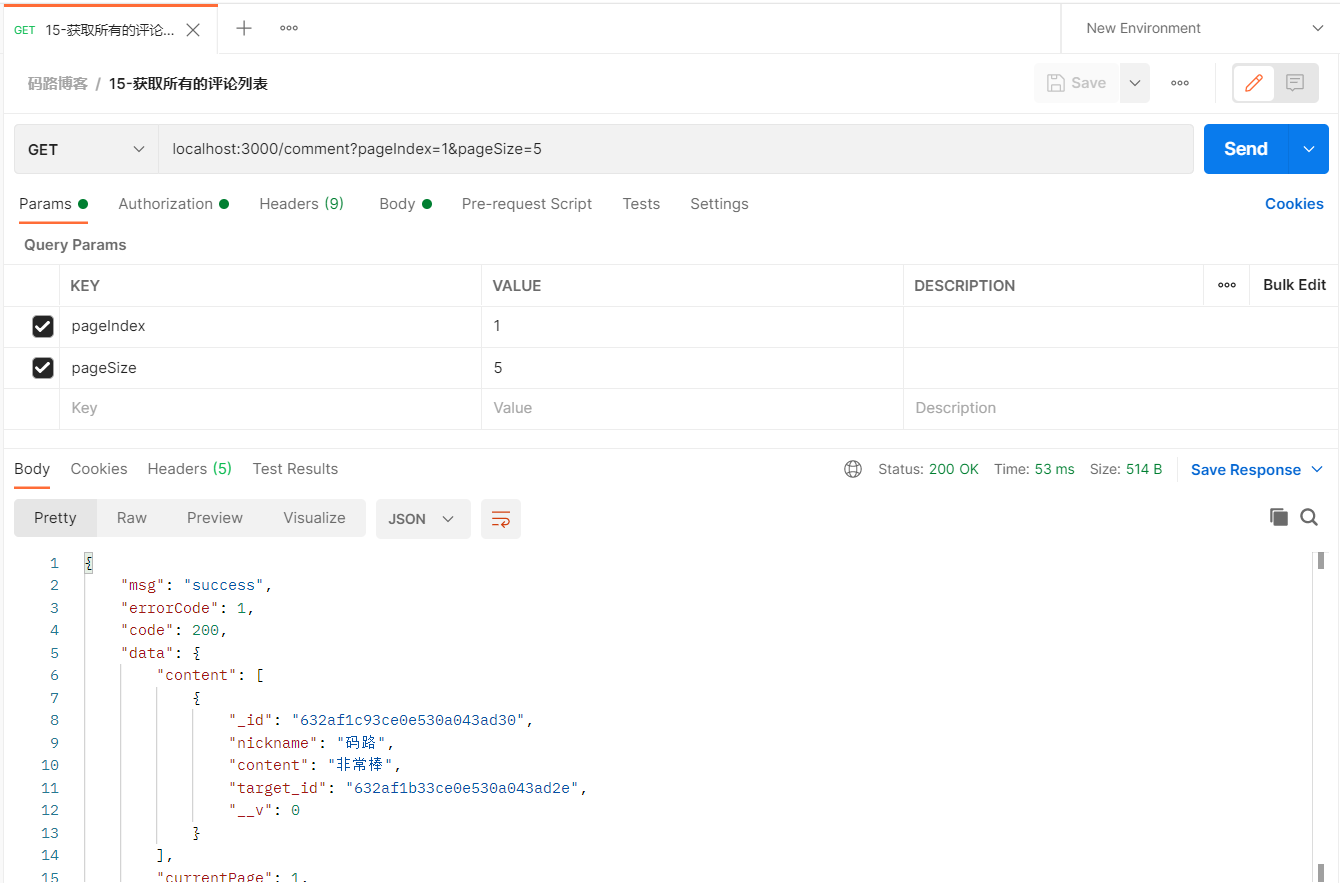 GET 15-获取所有的评论... New Environment
码路博客 / 15-获取所有的评论列表 Save
GET localhost:3000/comment?pageIndex=1&pageSize=5 Send
Params Authorization Headers (9) Body Pre-request Script Tests Settings Cookies
Query Params
KEY VALUE DESCRIPTION Bulk Edit
pageIndex 1
pageSize 5
Key Value Description
Body Cookies Headers (5) Test Results Status: 200 OK Time: 53 ms Size: 514 B Save Response
Pretty Raw Preview Visualize JSON
1 {
2 "msg": "success",
3 "errorCode": 1,
4 "code": 200,
5 "data": {
6 "content": [
7 {
8 "_id": "632af1c93ce0e530a043ad30",
9 "nickname": "码路",
10 "content": "非常棒",
11 "target_id": "632af1b33ce0e530a043ad2e",
12 "__v": 0
13 }
14 ],
15 "currentPage": 1,